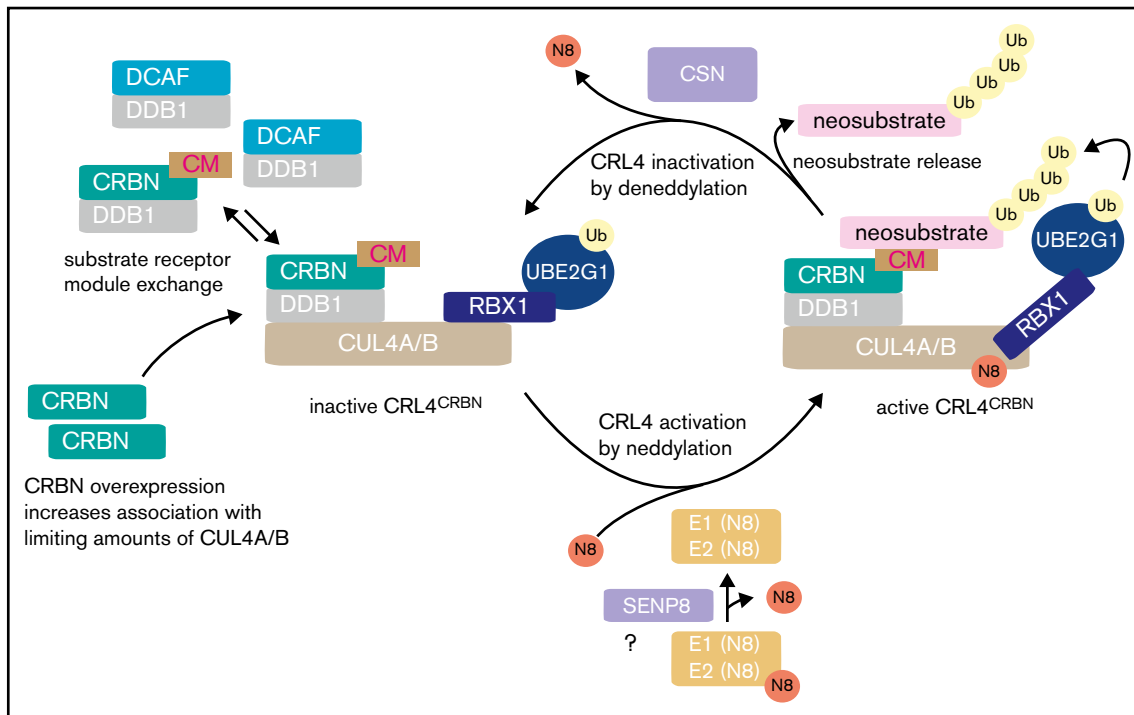 DCAF
DDB1
DCAF
DDB1
CM
CRBN
DDB1
substrate receptor
module exchange
CRBN
CRBN
CRBN overexpression
increases association with
limiting amounts of CUL4A/B
CM
CRBN
DDB1
CUL4A/B
RBX1
UBE2G1
Ub
inactive CRL4CRBN
N8
CSN
CRL4 inactivation
by deneddylation
neosubstrate
Ub
Ub
Ub
Ub
neosubstrate release
neosubstrate
Ub
Ub
Ub
Ub
CM
CRBN
DDB1
CUL4A/B
N8
RBX1
UBE2G1
Ub
active CRL4CRBN
CRL4 activation
by neddylation
N8
E1 (N8)
E2 (N8)
SENP8
?
N8
E1 (N8)
E2 (N8)
N8